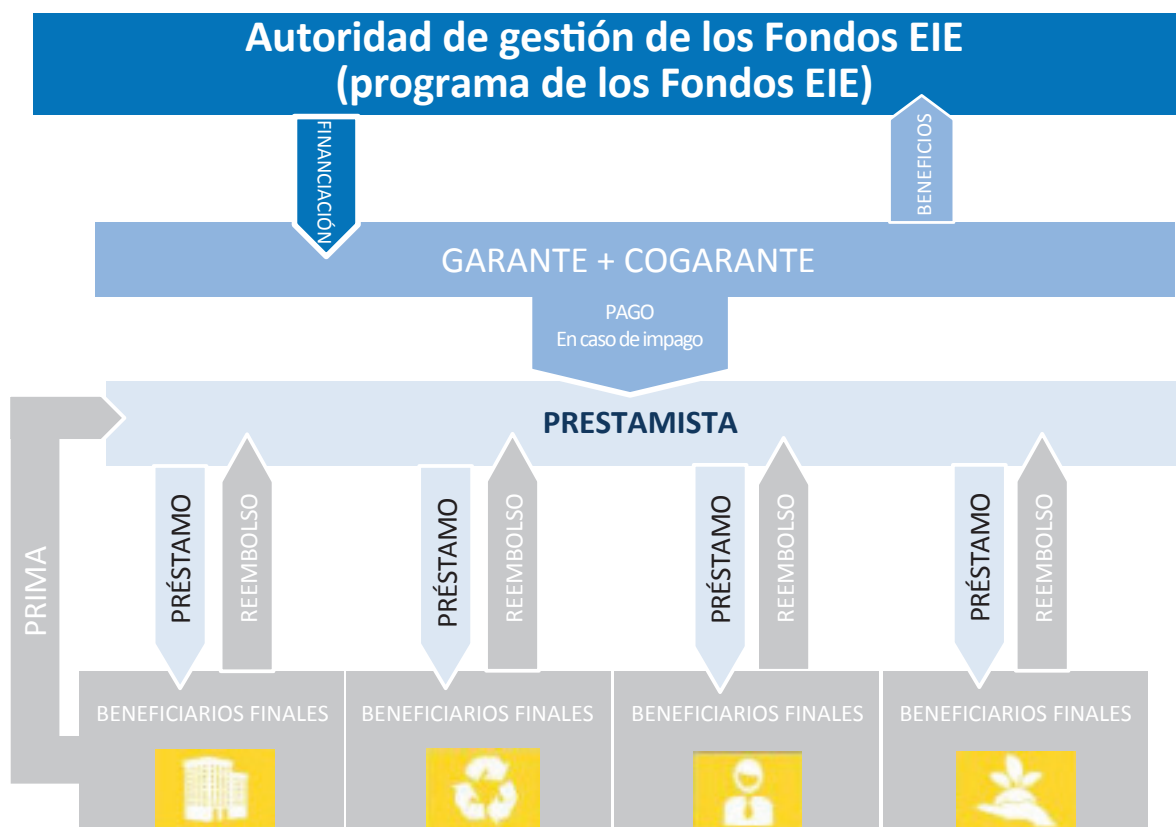 Autoridad de gestión de los Fondos EIE
(programa de los Fondos EIE)
FINANCIACIÓN
BENEFICIOS
GARANTE + COGARANTE
PAGO
En caso de impago
PRESTAMISTA
PRIMA
PRÉSTAMO
REEMBOLSO
PRÉSTAMO
REEMBOLSO
PRÉSTAMO
REEMBOLSO
PRÉSTAMO
REEMBOLSO
BENEFICIARIOS FINALES
BENEFICIARIOS FINALES
BENEFICIARIOS FINALES
BENEFICIARIOS FINALES